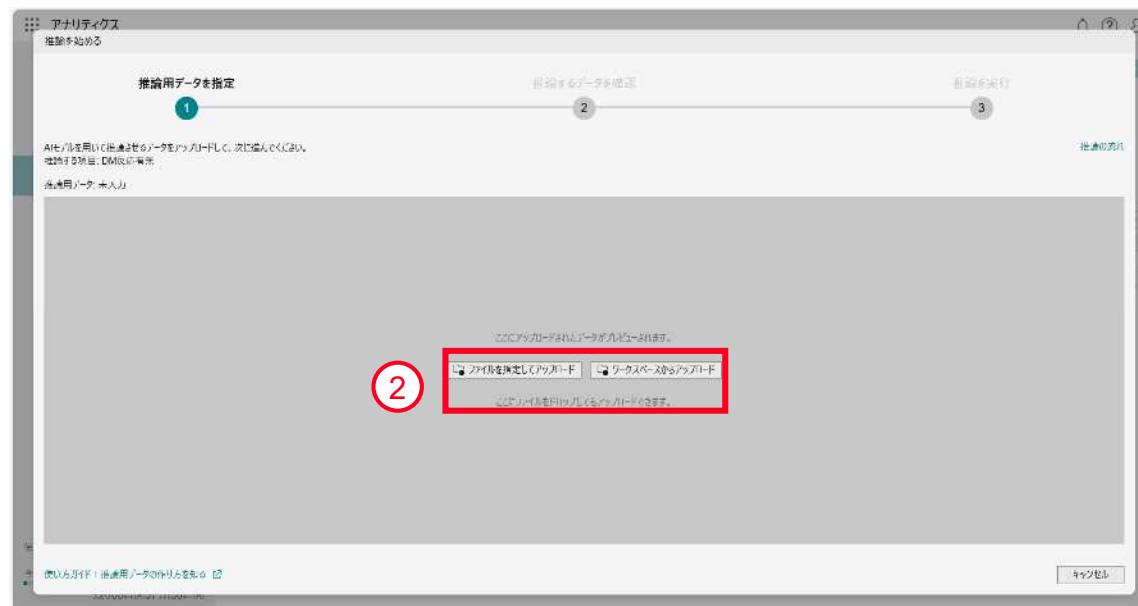 アナリティクス
推論を始める
推論用データを指定
推論するデータを確認
推論を実行
1
2
3
AIモデルを用いて推論させるデータをアップロードして、次に進んでください。
推論する項目: DM反応有無
推論の流れ
推論用データ: 未入力
ここにアップロードされたデータがプレビューされます。
ファイルを指定してアップロード
ワークスペースからアップロード
2
ここにファイルをドロップしてもアップロードできます。
使い方ガイド：推論用データの作り方を知る
キャンセル